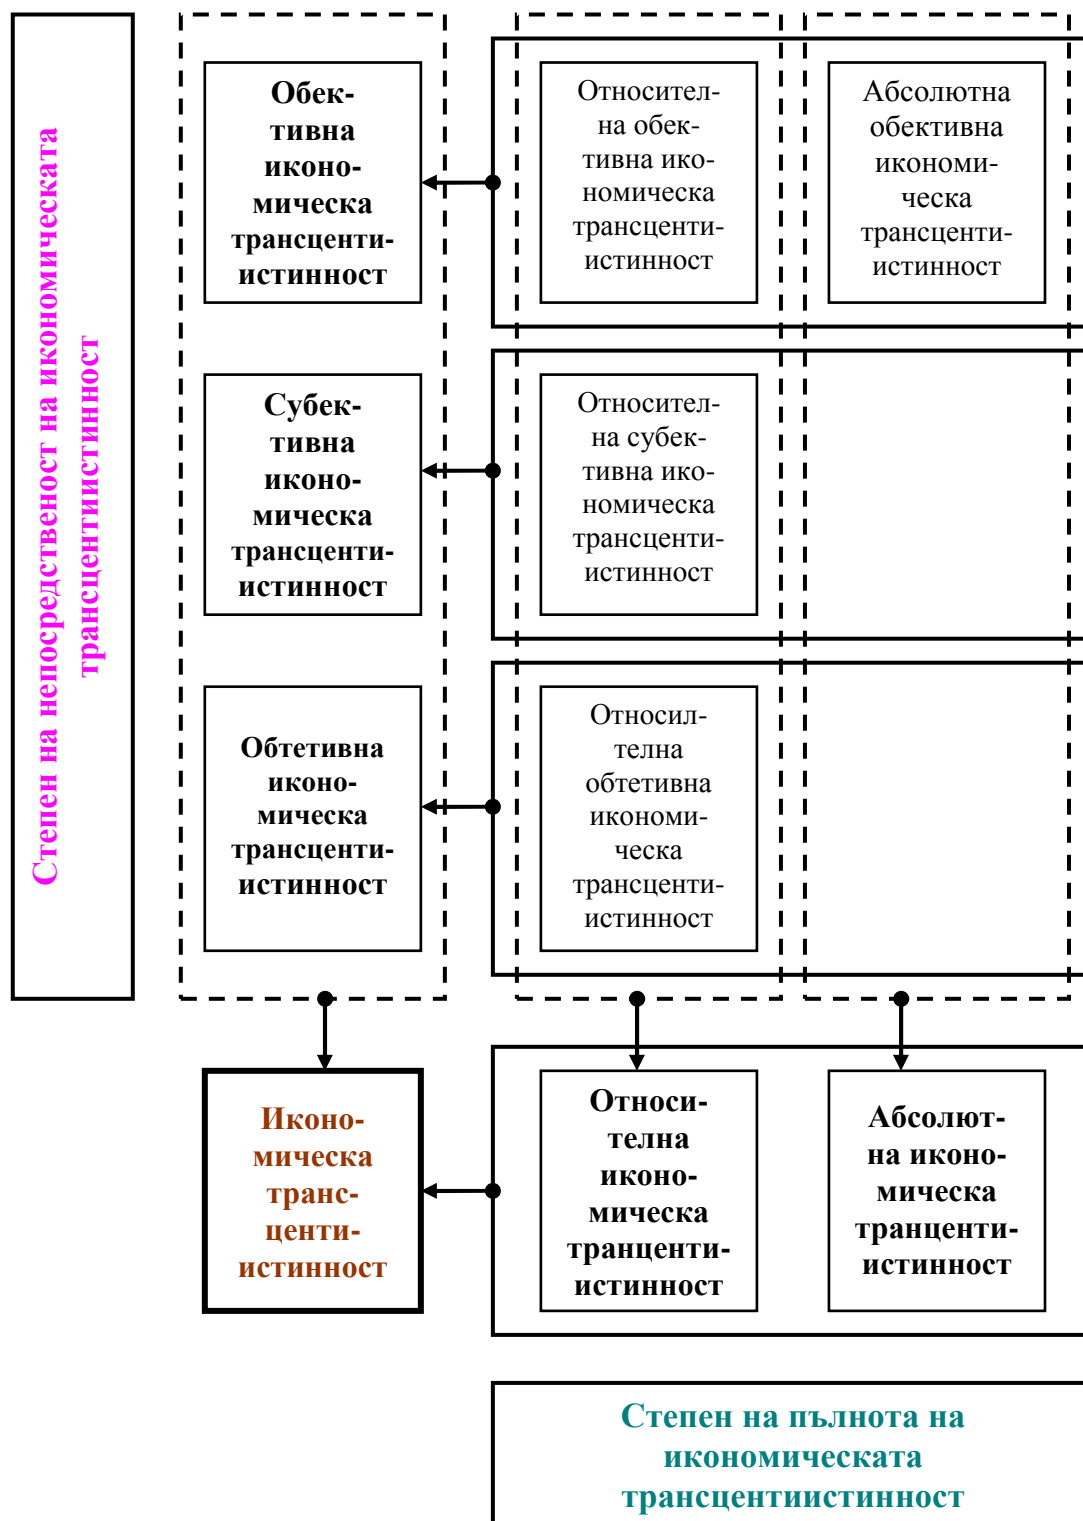 Степен на непосредственост на икономическата
трансцентиистинност
Обек-
тивна
иконо-
мическа
трансценти-
истинност
Относител-
на обек-
тивна ико-
номическа
трансценти-
истинност
Абсолютна
обективна
икономи-
ческа
трансценти-
истинност
Субек-
тивна
иконо-
мическа
трансценти-
истинност
Относител-
на субек-
тивна ико-
номическа
трансценти-
истинност
Обтетивна
иконо-
мическа
трансценти-
истинност
Относил-
телна
обтетивна
икономи-
ческа
трансценти-
истинност
Иконо-
мическа
транс-
центи-
истинност
Относи-
телна
иконо-
мическа
транценти-
истинност
Абсолют-
на иконо-
мическа
транценти-
истинност
Степен на пълнота на
икономическата
трансцентиистинност